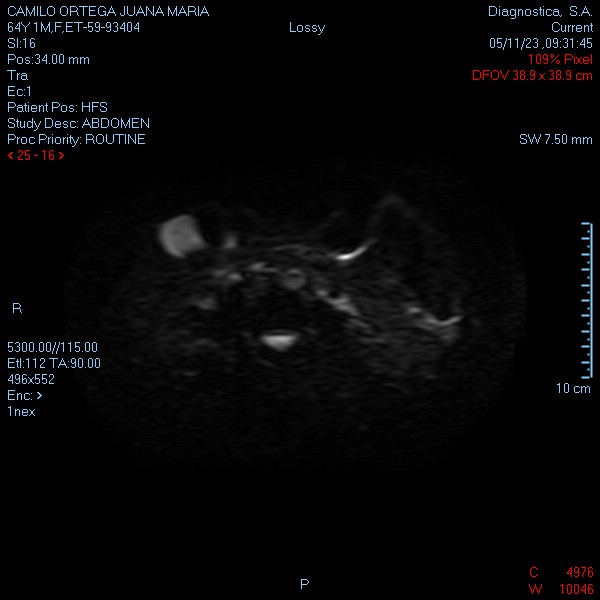 CAMILO ORTEGA JUANA MARIA
64Y 1M,F,ET-59-93404
Sl:16
Pos:34.00 mm
Tra
Ec:1
Patient Pos: HFS
Study Desc: ABDOMEN
Proc Priority: ROUTINE
< 25 - 16 >
Lossy
Diagnostica, S.A.
Current
05/11/23 ,09:31:45
109% Pixel
DFOV 38.9 x 38.9 cm
SW 7.50 mm
R
5300.00//115.00
Etl:112 TA:90.00
496x552
Enc: >
1nex
10 cm
P
C 4976
W 10046